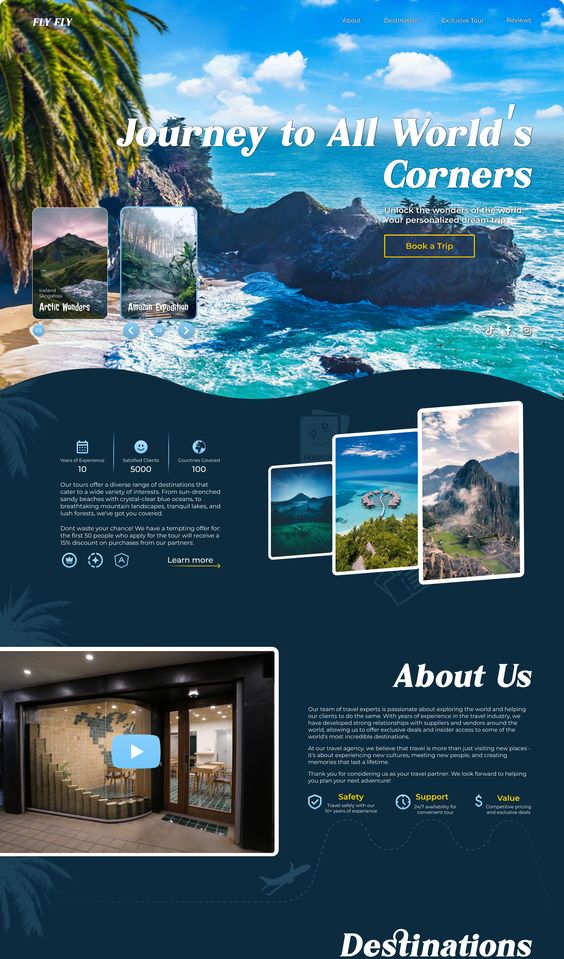 FLY FLY
About
Destination
Exclusive Tour
Reviews
Journey to All World's
Corners
Unlock the wonders of the world:
Your personalized dream trip
Book a Trip
Iceland
Skogafoss
Arctic Wonders
South America
Amazonia
Amazon Expedition
Years of Experience
10
Satisfied Clients
5000
Countries Covered
100
Our tours offer a diverse range of destinations that
cater to a wide variety of interests. From sun-drenched
sandy beaches with crystal-clear blue oceans, to
breathtaking mountain landscapes, tranquil lakes, and
lush forests, we've got you covered.
Dont waste your chance! We have a tempting offer for:
the first 50 people who apply for the tour will receive a
15% discount on purchases from our partners:
Learn more
PASSPORT
About Us
Our team of travel experts is passionate about exploring the world and helping
our clients to do the same. With years of experience in the travel industry, we
have developed strong relationships with suppliers and vendors around the
world, allowing us to offer exclusive deals and insider access to some of the
world's most incredible destinations.
At our travel agency, we believe that travel is more than just visiting new places -
it's about experiencing new cultures, meeting new people, and creating
memories that last a lifetime.
Thank you for considering us as your travel partner. We look forward to helping
you plan your next adventure!
Safety
Travel safely with our
10+ years of experience
Support
24/7 availability for
convenient tour
Value
Competitive pricing
and exclusive deals
Destinations